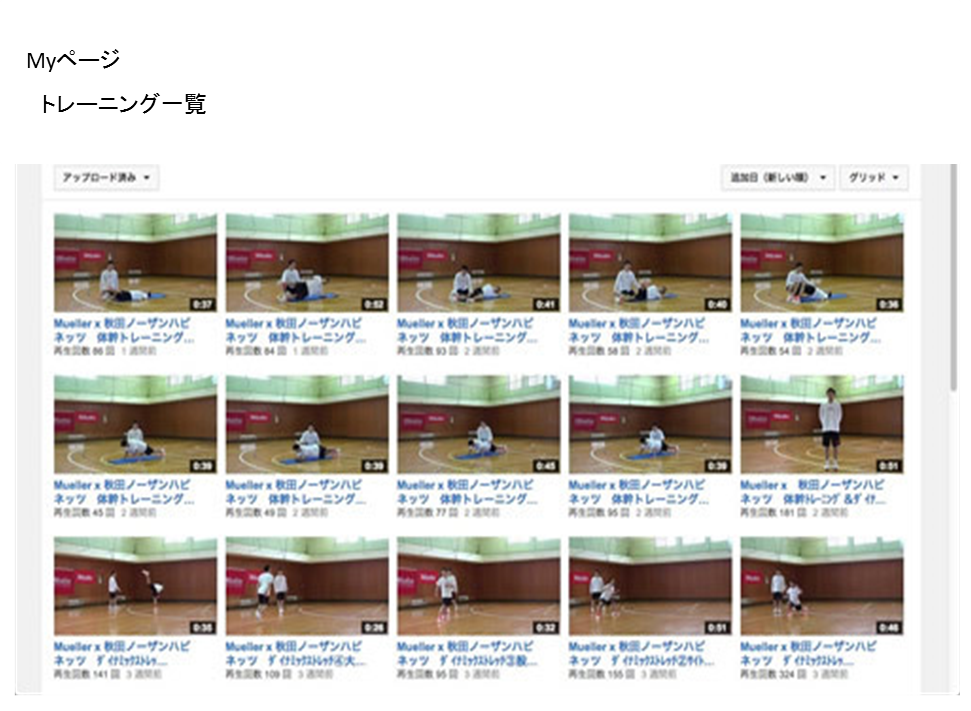 Myページ
トレーニング一覧
アップロード済み
追加日（新しい順）
グリッド
0:37
0:52
0:41
0:40
0:36
Mueller x 秋田ノーザンハピ
ネッツ 体幹トレーニング...
再生回数 86 回 1 週間前
Mueller x 秋田ノーザンハピ
ネッツ 体幹トレーニング...
再生回数 84 回 1 週間前
Mueller x 秋田ノーザンハピ
ネッツ 体幹トレーニング...
再生回数 93 回 2 週間前
Mueller x 秋田ノーザンハピ
ネッツ 体幹トレーニング...
再生回数 58 回 2 週間前
Mueller x 秋田ノーザンハピ
ネッツ 体幹トレーニング...
再生回数 54 回 2 週間前
0:39
0:39
0:45
0:39
0:51
Mueller x 秋田ノーザンハピ
ネッツ 体幹トレーニング...
再生回数 45 回 2 週間前
Mueller x 秋田ノーザンハピ
ネッツ 体幹トレーニング...
再生回数 49 回 2 週間前
Mueller x 秋田ノーザンハピ
ネッツ 体幹トレーニング...
再生回数 77 回 2 週間前
Mueller x 秋田ノーザンハピ
ネッツ 体幹トレーニング...
再生回数 95 回 2 週間前
Mueller x 秋田ノーザンハピ
ネッツ 体幹ﾄﾚｰﾆﾝｸﾞ &ﾀﾞｲﾅ...
再生回数 181 回 2 週間前
0:35
0:26
0:32
0:51
0:46
Mueller x 秋田ノーザンハピ
ネッツ ﾀﾞｲﾅﾐｯｸｽﾄﾚｯ...
再生回数 141 回 3 週間前
Mueller x 秋田ノーザンハピ
ネッツ ﾀﾞｲﾅﾐｯｸｽﾄﾚｯﾁ④大...
再生回数 109 回 3 週間前
Mueller x 秋田ノーザンハピ
ネッツ ﾀﾞｲﾅﾐｯｸｽﾄﾚｯﾁ③股...
再生回数 95 回 3 週間前
Mueller x 秋田ノーザンハピ
ネッツ ﾀﾞｲﾅﾐｯｸｽﾄﾚｯﾁ②ｻｲﾄ...
再生回数 155 回 3 週間前
Mueller x 秋田ノーザンハピ
ネッツ ﾀﾞｲﾅﾐｯｸｽﾄﾚｯ...
再生回数 324 回 3 週間前